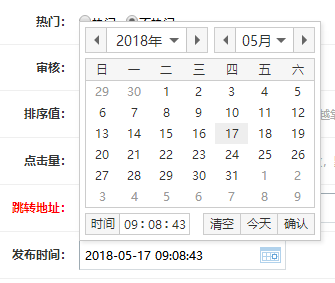 热门：
2018年 05月
日 一 二 三 四 五 六
29 30 1 2 3 4 5
审核：
6 7 8 9 10 11 12
排序值：
13 14 15 16 17 18 19
20 21 22 23 24 25 26
点击量：
27 28 29 30 31 1 2
3 4 5 6 7 8 9
跳转地址：
时间 09：08：43 清空 今天 确认
发布时间： 2018-05-17 09:08:43